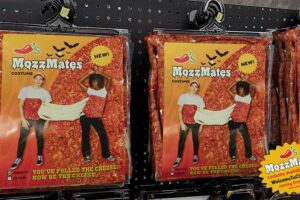 MozzMates
COSTUME
NEW!
YOU'VE PULLED THE CHEESE.
NOW BE THE CHEESE.
MozzMates
COSTUME
NEW!
YOU'VE PULLED THE CHEESE.
NOW BE THE CHEESE.
MozzMates